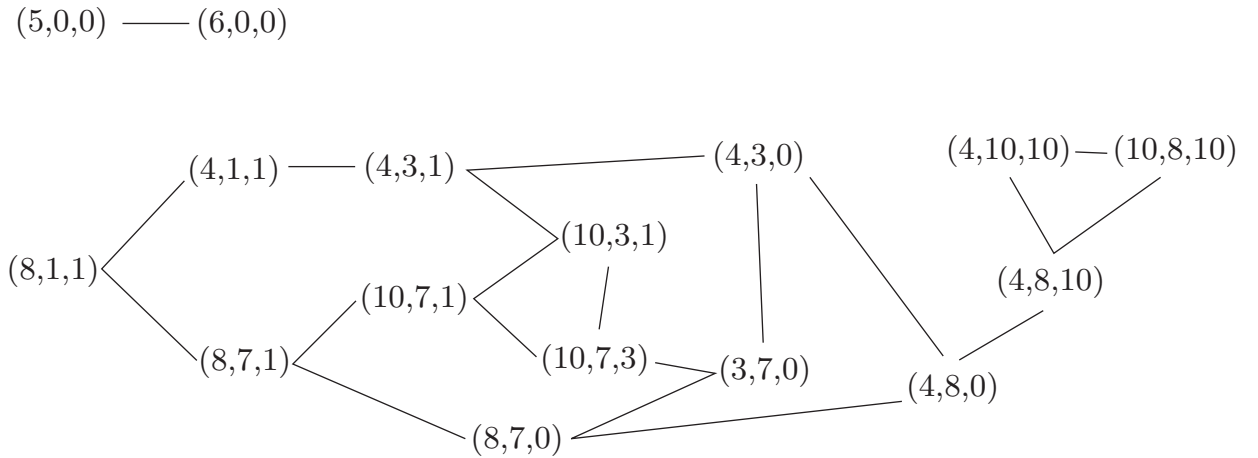 (5,0,0) (6,0,0)
(4,1,1) (4,3,1) (4,3,0) (4,10,10) (10,8,10)
(10,3,1)
(8,1,1) (10,7,1) (4,8,10)
(8,7,1) (10,7,3) (3,7,0) (4,8,0)
(8,7,0)